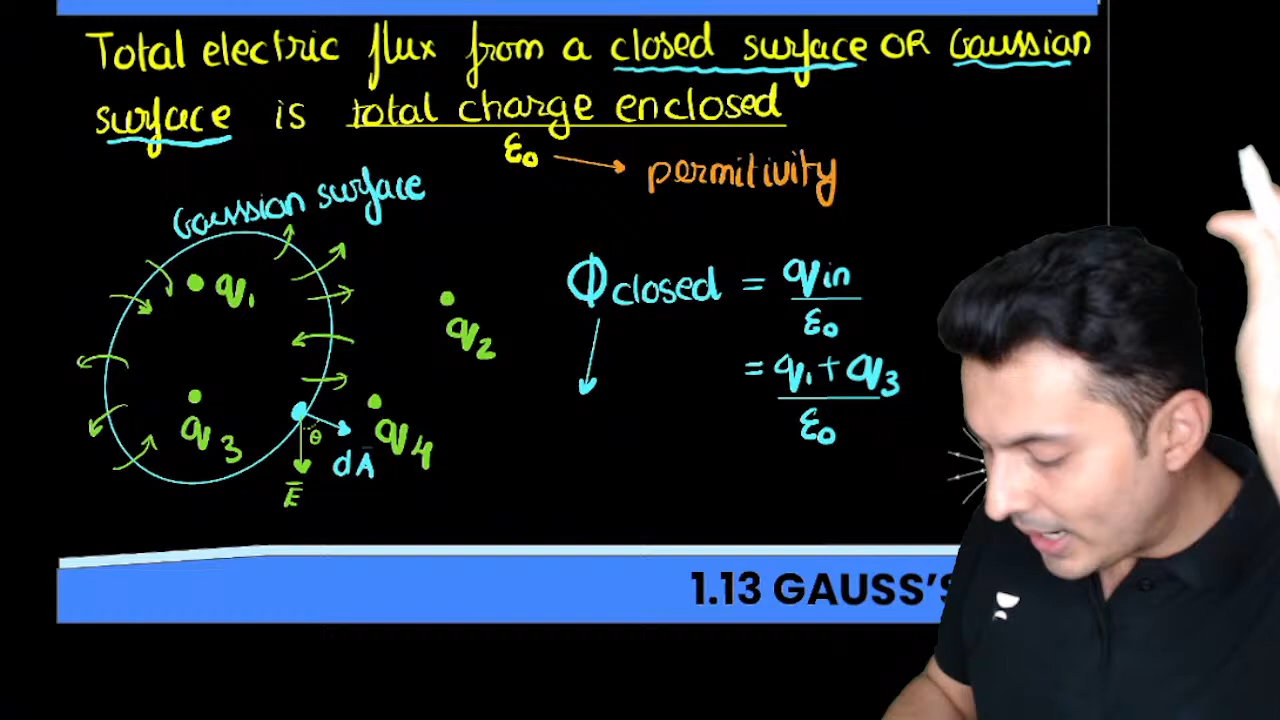 Total electric flux from a closed surface OR Gaussian
surface is total charge enclosed
ε₀ → permitivity
Gaussian surface
q₁
q₂
q₃
q₄
θ
dA
E̅
Φclosed = qin
ε₀
= q₁ + q₃
ε₀
1.13 GAUSS'S